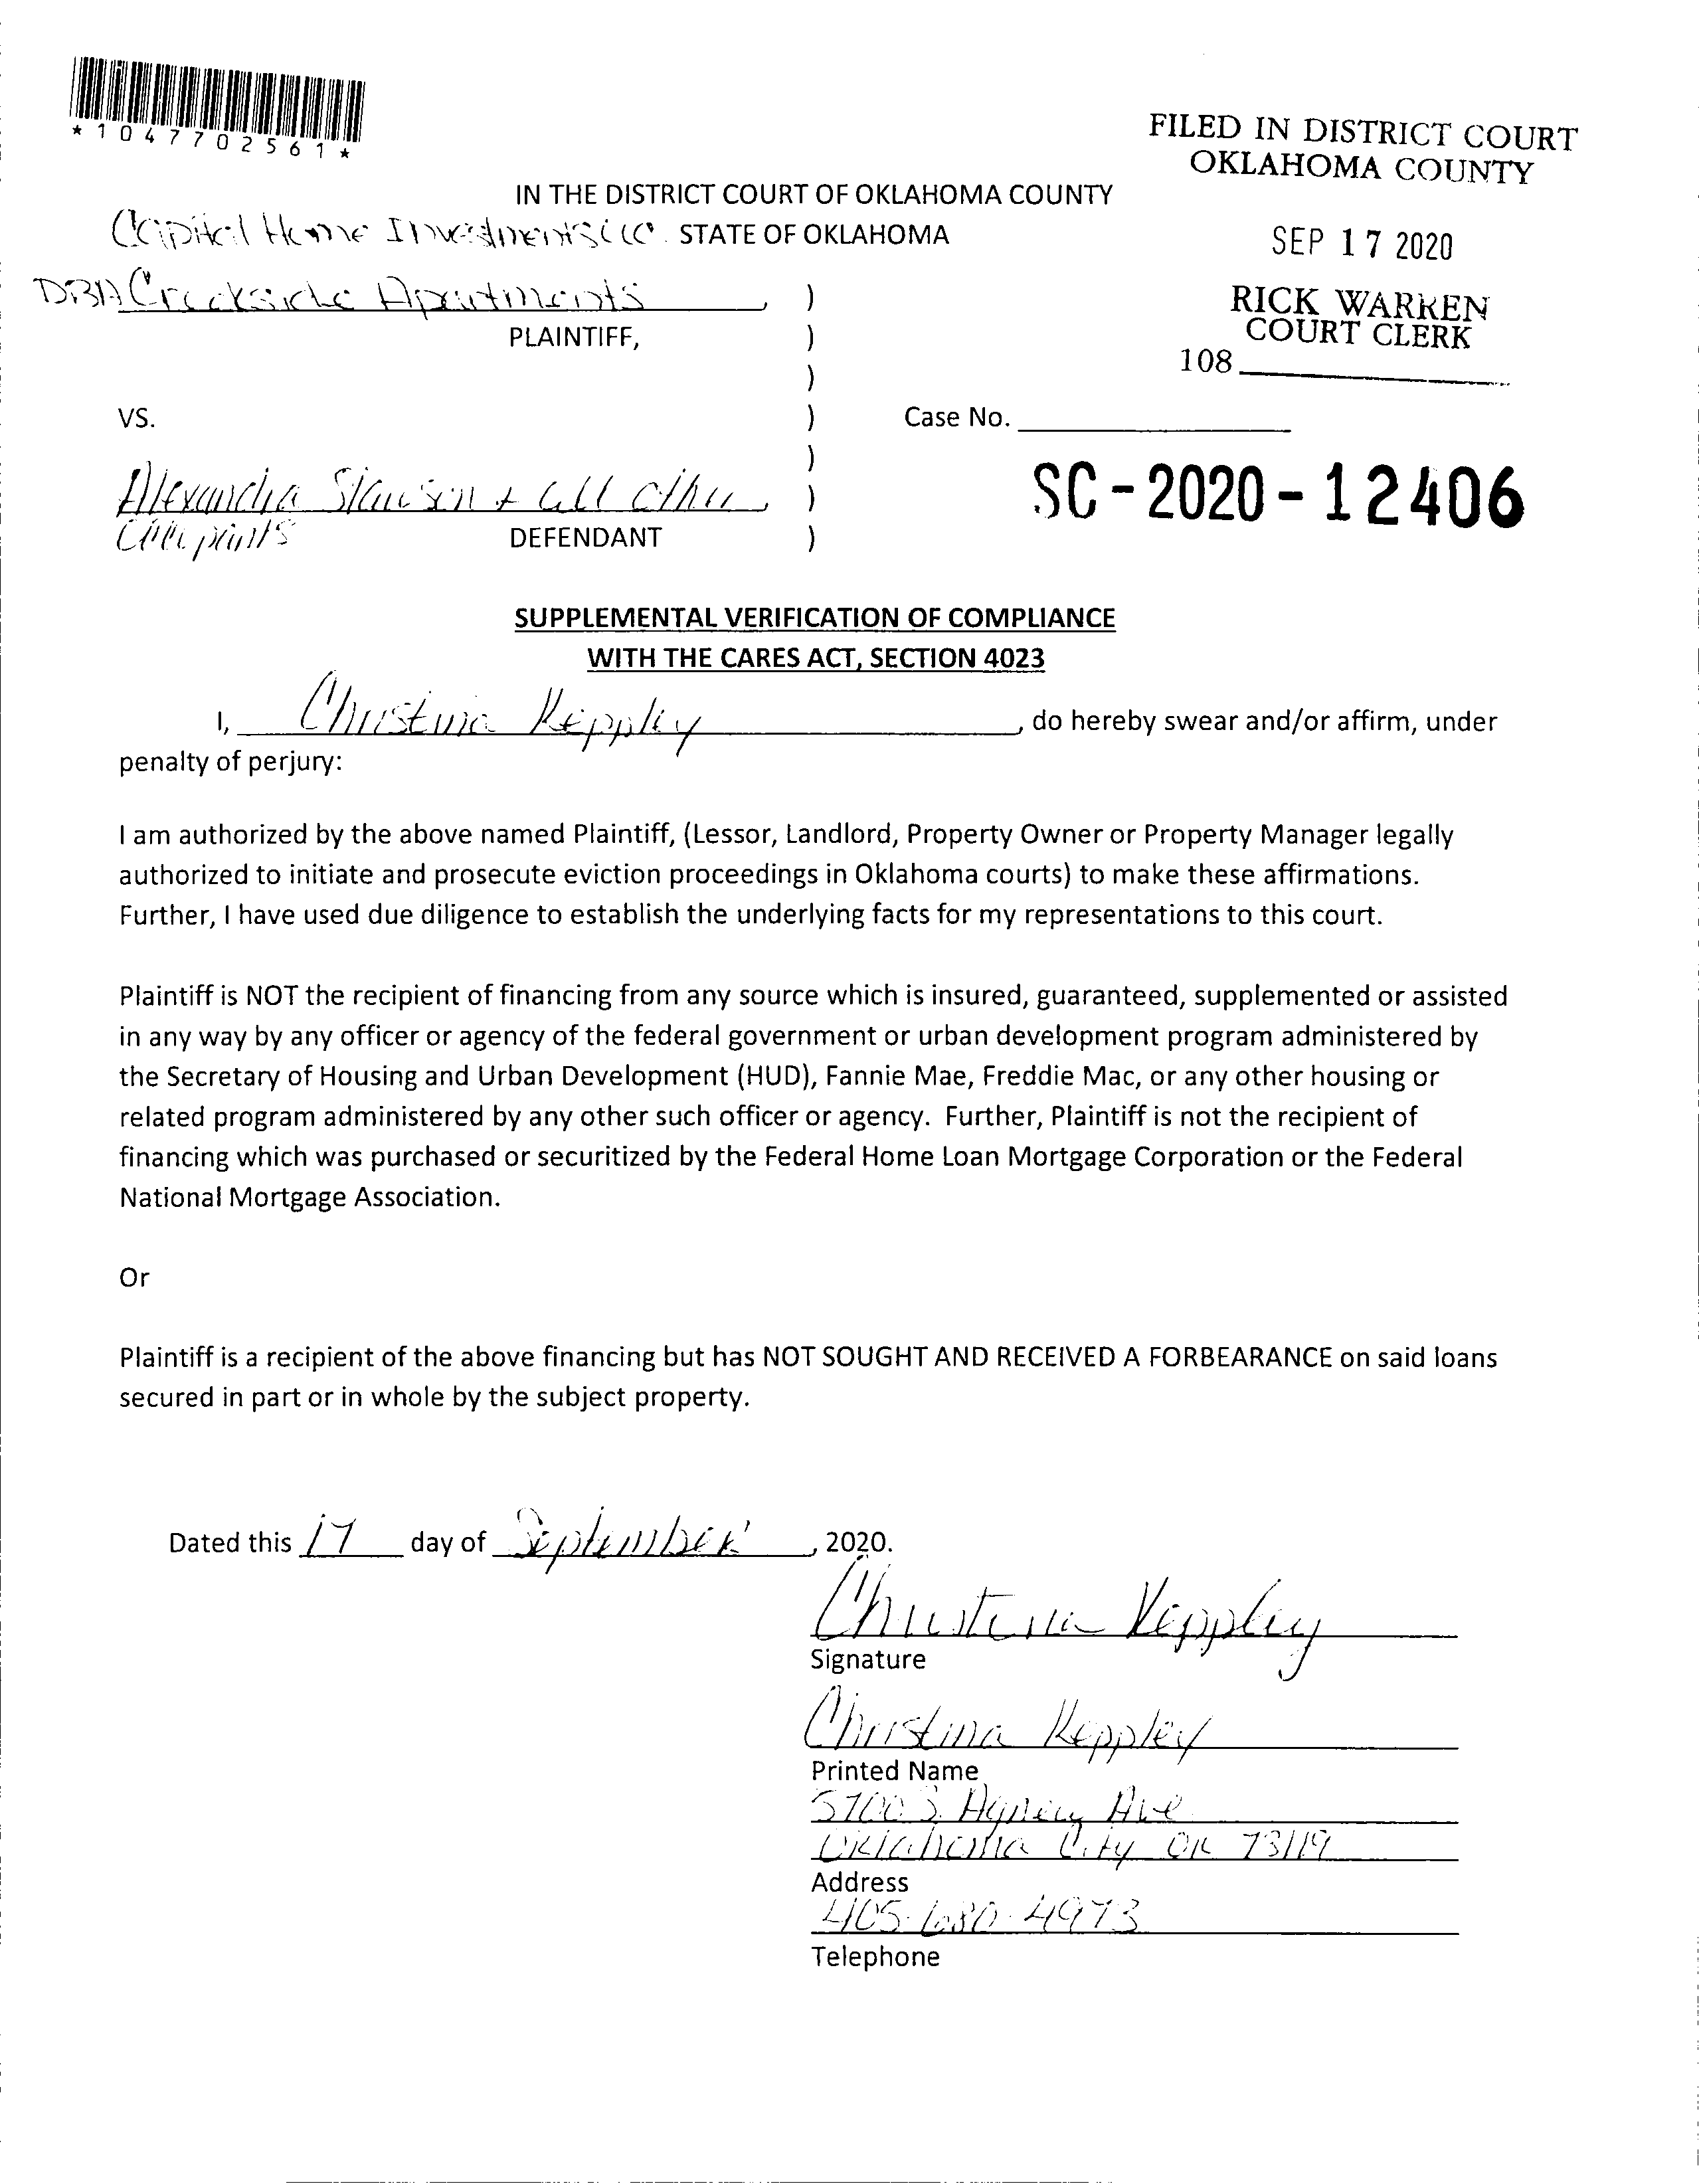 *1047702561*
FILED IN DISTRICT COURT
OKLAHOMA COUNTY
IN THE DISTRICT COURT OF OKLAHOMA COUNTY
Capital Home Investments LLC. STATE OF OKLAHOMA
SEP 17 2020
DBA Creekside Apartments , )
RICK WARREN
COURT CLERK
PLAINTIFF, )
108
)
VS. ) Case No.
)
Alexandria + all other , )
SC-2020-12406
DEFENDANT )
SUPPLEMENTAL VERIFICATION OF COMPLIANCE
WITH THE CARES ACT, SECTION 4023
I, Christina Keppley , do hereby swear and/or affirm, under
penalty of perjury:
I am authorized by the above named Plaintiff, (Lessor, Landlord, Property Owner or Property Manager legally
authorized to initiate and prosecute eviction proceedings in Oklahoma courts) to make these affirmations.
Further, I have used due diligence to establish the underlying facts for my representations to this court.
Plaintiff is NOT the recipient of financing from any source which is insured, guaranteed, supplemented or assisted
in any way by any officer or agency of the federal government or urban development program administered by
the Secretary of Housing and Urban Development (HUD), Fannie Mae, Freddie Mac, or any other housing or
related program administered by any other such officer or agency. Further, Plaintiff is not the recipient of
financing which was purchased or securitized by the Federal Home Loan Mortgage Corporation or the Federal
National Mortgage Association.
Or
Plaintiff is a recipient of the above financing but has NOT SOUGHT AND RECEIVED A FORBEARANCE on said loans
secured in part or in whole by the subject property.
Dated this 17 day of September , 2020.
Christina Keppley
Signature
Christina Keppley
Printed Name
5700 S. Agnew Ave
Oklahoma City OK 73119
Address
405-680-4973
Telephone